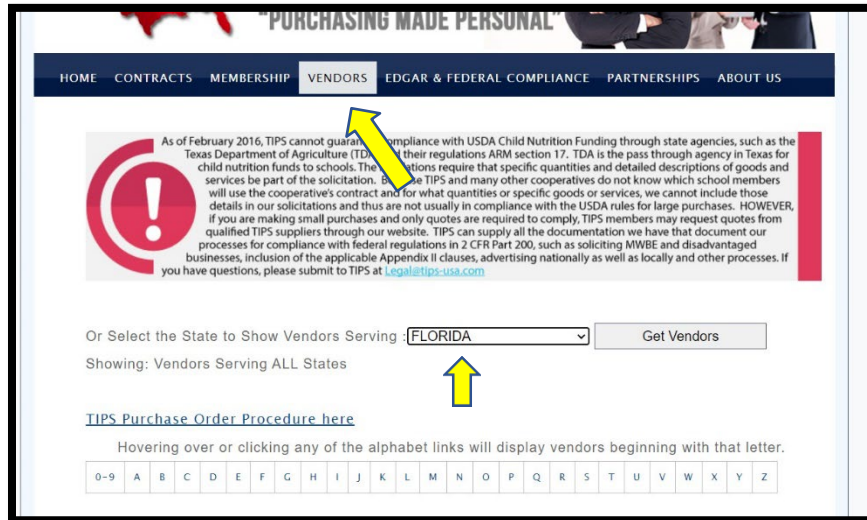 "PURCHASING MADE PERSONAL"
HOME CONTRACTS MEMBERSHIP VENDORS EDGAR & FEDERAL COMPLIANCE PARTNERSHIPS ABOUT US
As of February 2016, TIPS cannot compliance with USDA Child Nutrition Funding through state agencies, such as the
Texas Department of Agriculture their regulations ARM section 17. TDA is the pass through agency in Texas for
child nutrition funds to schools. The require that specific quantities and detailed descriptions of goods and
services be part of the solicitation. TIPS and many other cooperatives do not know which school members
will use the cooperative's contract and for what quantities or specific goods or services, we cannot include those
details in our solicitations and thus are not usually in compliance with the USDA rules for large purchases. HOWEVER,
if you are making small purchases and only quotes are required to comply, TIPS members may request quotes from
qualified TIPS suppliers through our website. TIPS can supply all the documentation we have that document our
processes for compliance with federal regulations in 2 CFR Part 200, such as soliciting MWBE and disadvantaged
businesses, inclusion of the applicable Appendix II clauses, advertising nationally as well as locally and other processes. If
you have questions, please submit to TIPS at Legal@tips-usa.com
Or Select the State to Show Vendors Serving : FLORIDA Get Vendors
Showing: Vendors Serving ALL States
TIPS Purchase Order Procedure here
Hovering over or clicking any of the alphabet links will display vendors beginning with that letter.
0-9 A B C D E F G H I J K L M N O P Q R S T U V W X Y Z